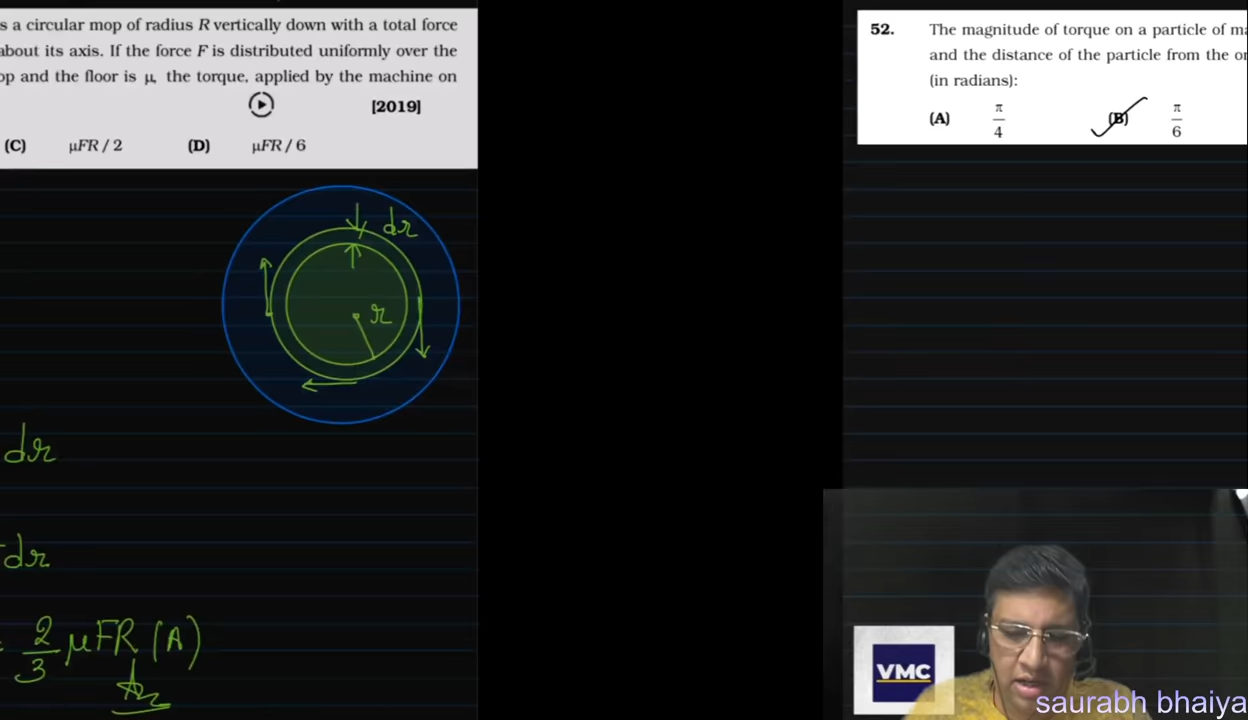 s a circular mop of radius R vertically down with a total force
about its axis. If the force F is distributed uniformly over the
op and the floor is μ, the torque, applied by the machine on
[2019]
(C) μFR / 2 (D) μFR / 6
dr
r
dr
dr
= 2/3 μFR (A)
Ans
52. The magnitude of torque on a particle of ma
and the distance of the particle from the or
(in radians):
(A) π/4 (B) π/6
VMC
saurabh bhaiya